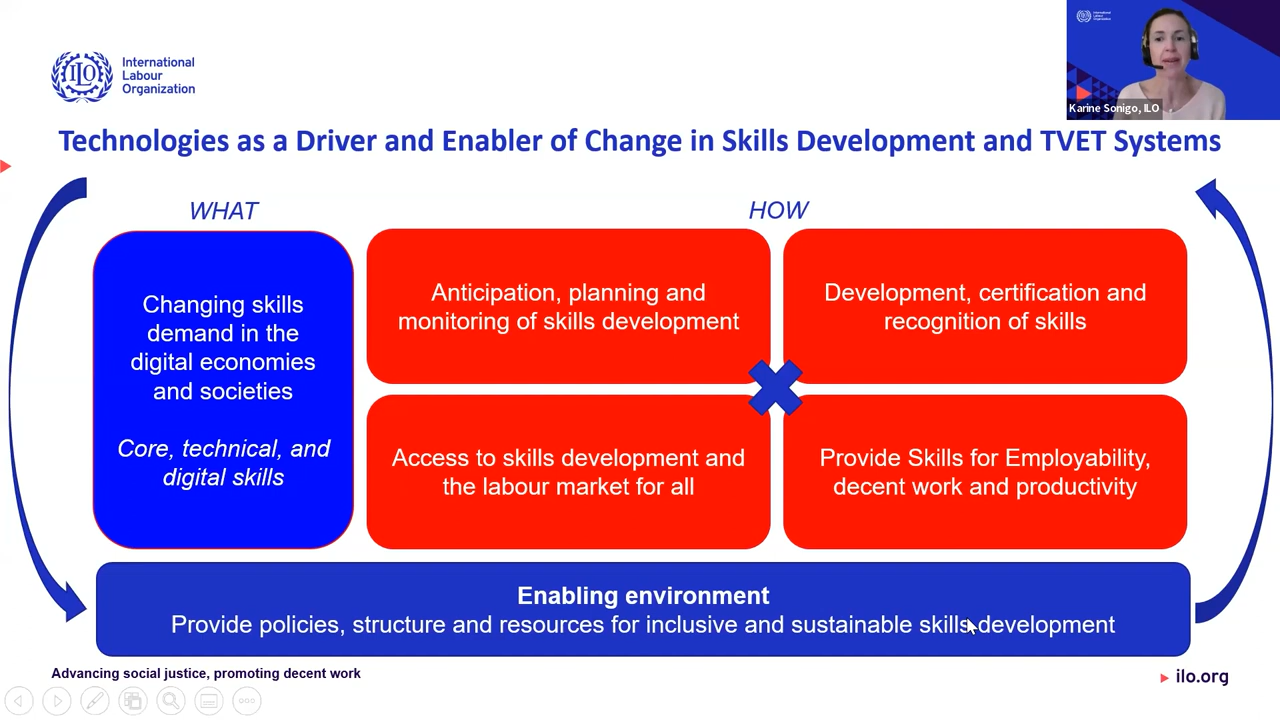 International
Labour
Organization
Karine Sonigo, ILO
Technologies as a Driver and Enabler of Change in Skills Development and TVET Systems
WHAT
HOW
Changing skills
demand in the
digital economies
and societies
Core, technical, and
digital skills
Anticipation, planning and
monitoring of skills development
Development, certification and
recognition of skills
Access to skills development and
the labour market for all
Provide Skills for Employability,
decent work and productivity
Enabling environment
Provide policies, structure and resources for inclusive and sustainable skills development
Advancing social justice, promoting decent work
ilo.org